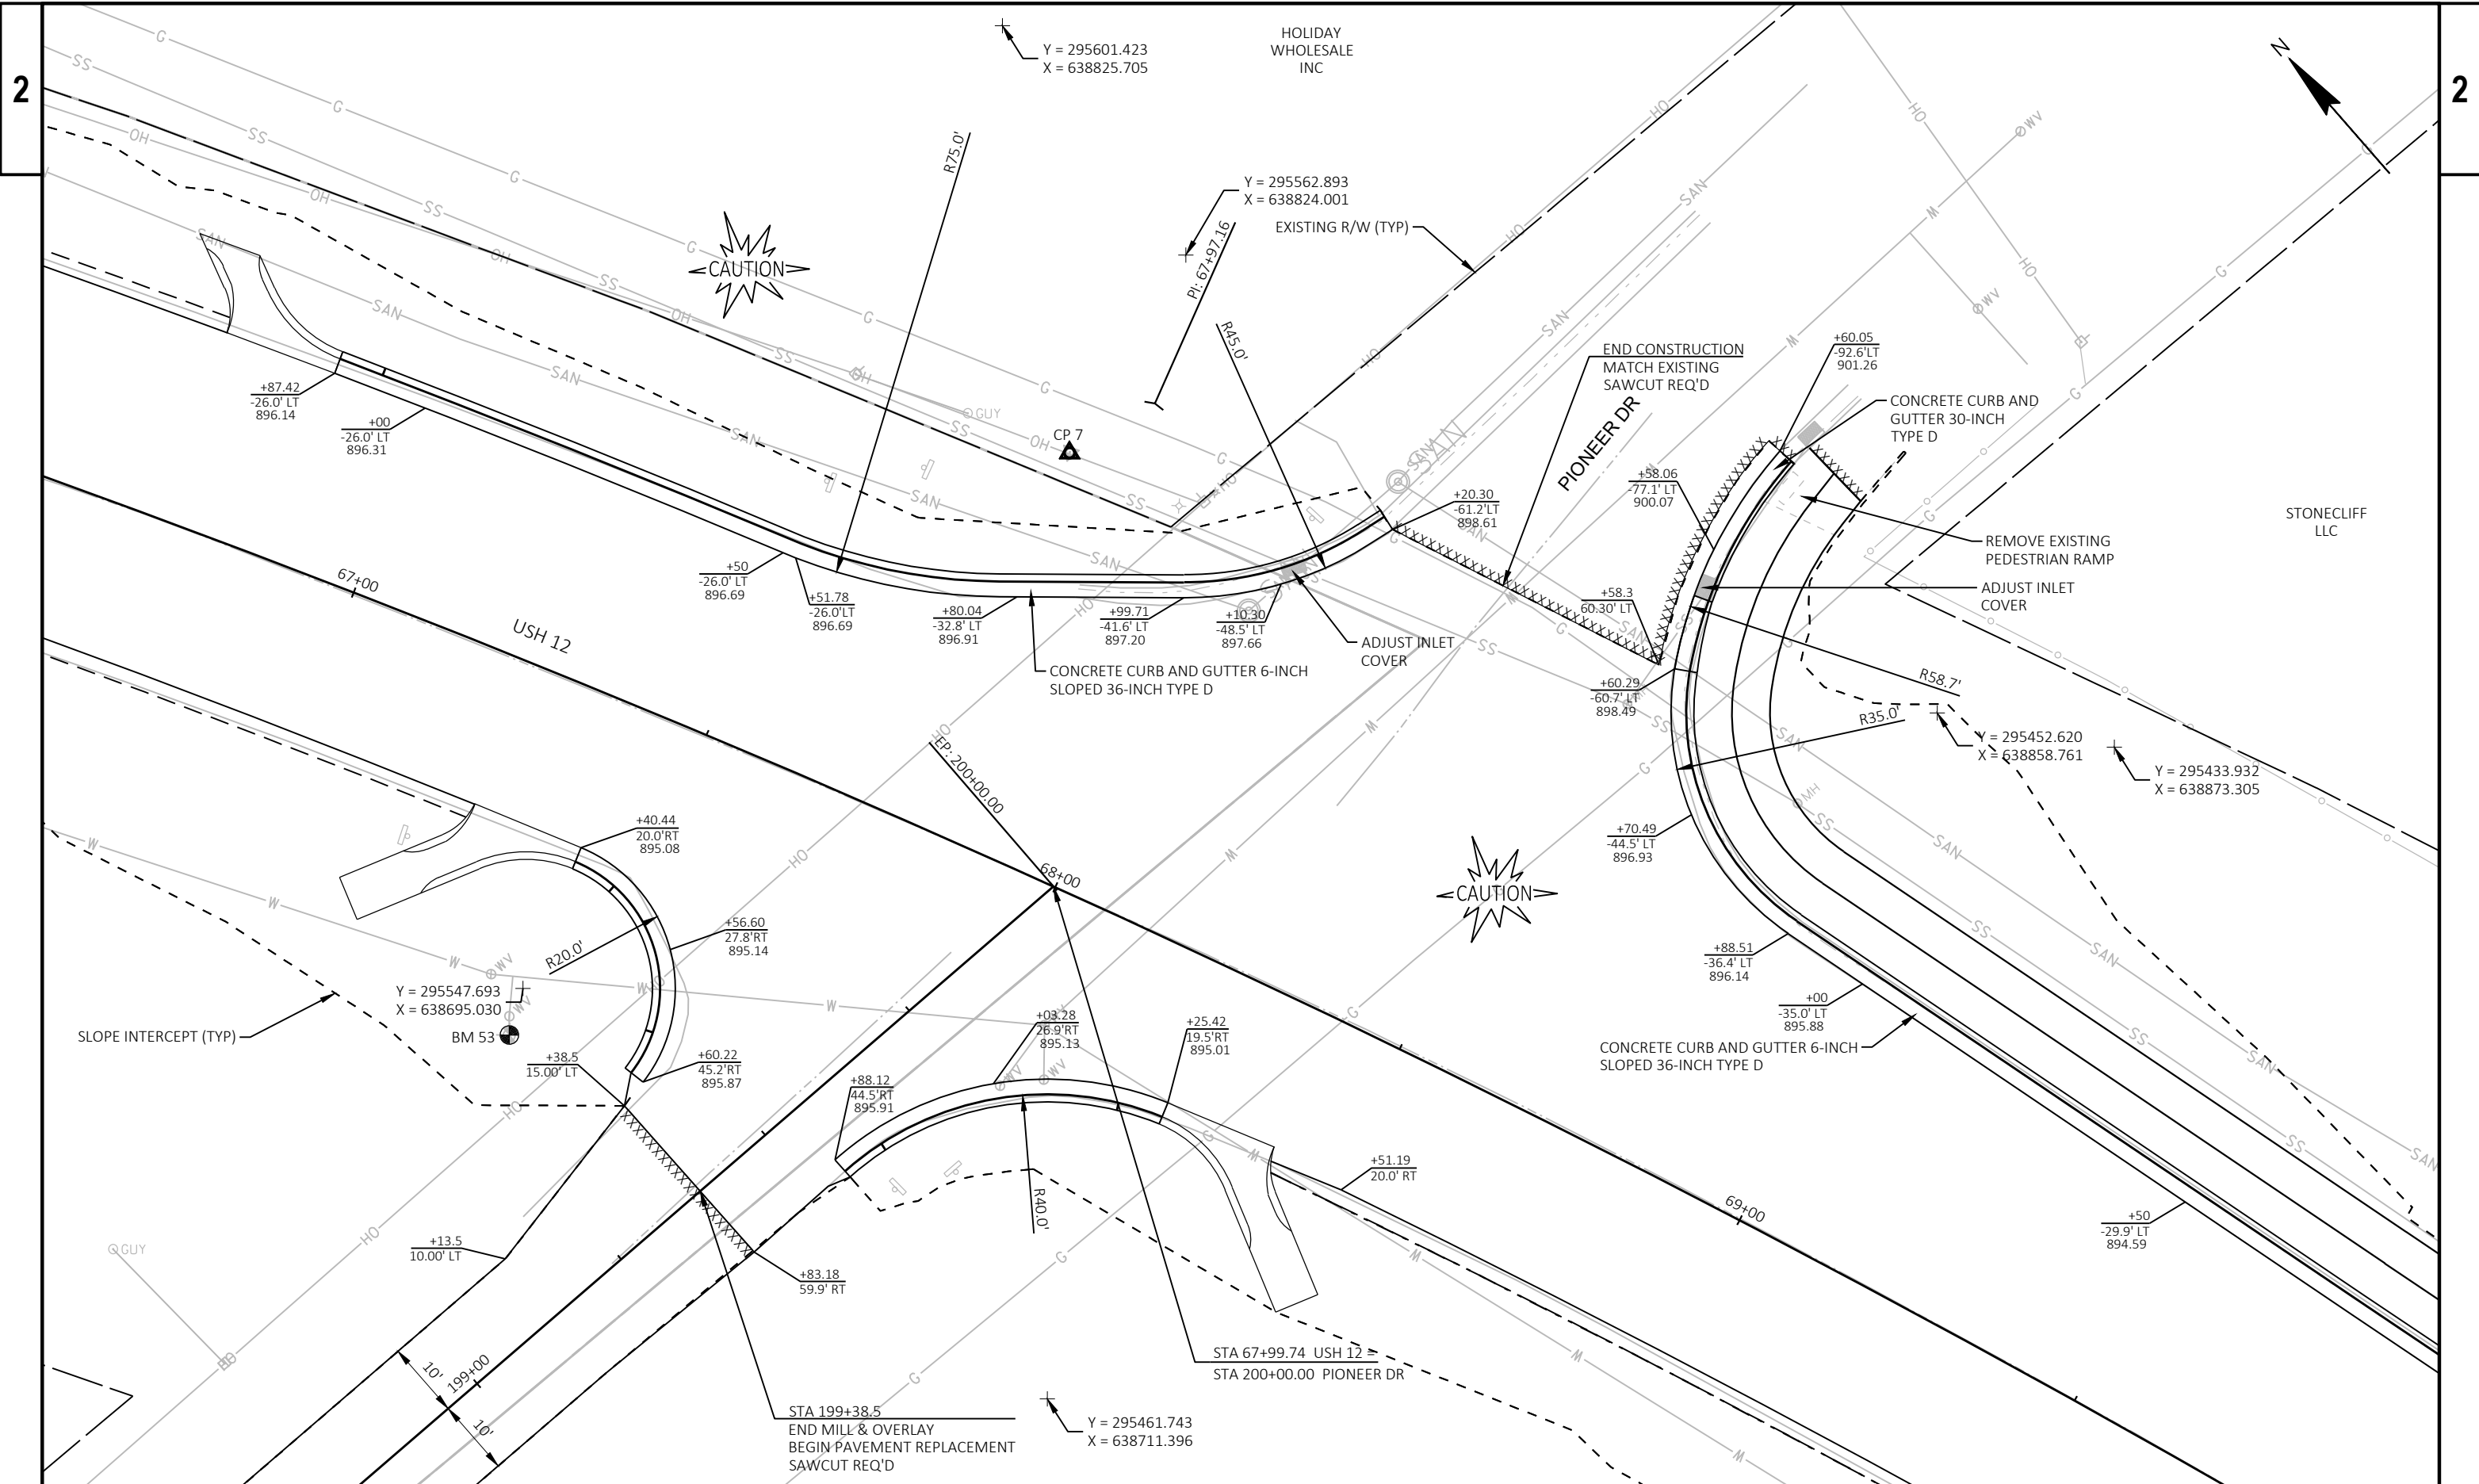 2
2
N
HOLIDAY
WHOLESALE
INC
Y = 295601.423
X = 638825.705
R75.0'
Y = 295562.893
X = 638824.001
PI: 67+97.16
EXISTING R/W (TYP)
CAUTION
R45.0'
END CONSTRUCTION
MATCH EXISTING
SAWCUT REQ'D
PIONEER DR
+60.05
-92.6'LT
901.26
CONCRETE CURB AND
GUTTER 30-INCH
TYPE D
+87.42
-26.0' LT
896.14
+00
-26.0' LT
896.31
GUY
CP 7
+58.06
-77.1' LT
900.07
+20.30
-61.2'LT
898.61
STONECLIFF
LLC
REMOVE EXISTING
PEDESTRIAN RAMP
ADJUST INLET
COVER
67+00
USH 12
+50
-26.0' LT
896.69
+51.78
-26.0'LT
896.69
+80.04
-32.8' LT
896.91
+99.71
-41.6' LT
897.20
+10.30
-48.5' LT
897.66
ADJUST INLET
COVER
+58.3
60.30' LT
CONCRETE CURB AND GUTTER 6-INCH
SLOPED 36-INCH TYPE D
+60.29
-60.7' LT
898.49
R58.7'
R35.0'
Y = 295452.620
X = 638858.761
Y = 295433.932
X = 638873.305
EP: 200+00.00
MH
+40.44
20.0'RT
895.08
+70.49
-44.5' LT
896.93
68+00
CAUTION
+56.60
27.8'RT
895.14
R20.0'
WV
+88.51
-36.4' LT
896.14
+00
-35.0' LT
895.88
Y = 295547.693
X = 638695.030
WV
BM 53
SLOPE INTERCEPT (TYP)
+38.5
15.00' LT
+60.22
45.2'RT
895.87
+03.28
26.9'RT
895.13
+25.42
19.5'RT
895.01
+88.12
44.5'RT
895.91
WV
WV
CONCRETE CURB AND GUTTER 6-INCH
SLOPED 36-INCH TYPE D
+51.19
20.0' RT
R40.0'
69+00
+50
-29.9' LT
894.59
GUY
+13.5
10.00' LT
+83.18
59.9' RT
STA 67+99.74 USH 12 =
STA 200+00.00 PIONEER DR
10'
199+00
10'
STA 199+38.5
END MILL & OVERLAY
BEGIN PAVEMENT REPLACEMENT
SAWCUT REQ'D
Y = 295461.743
X = 638711.396